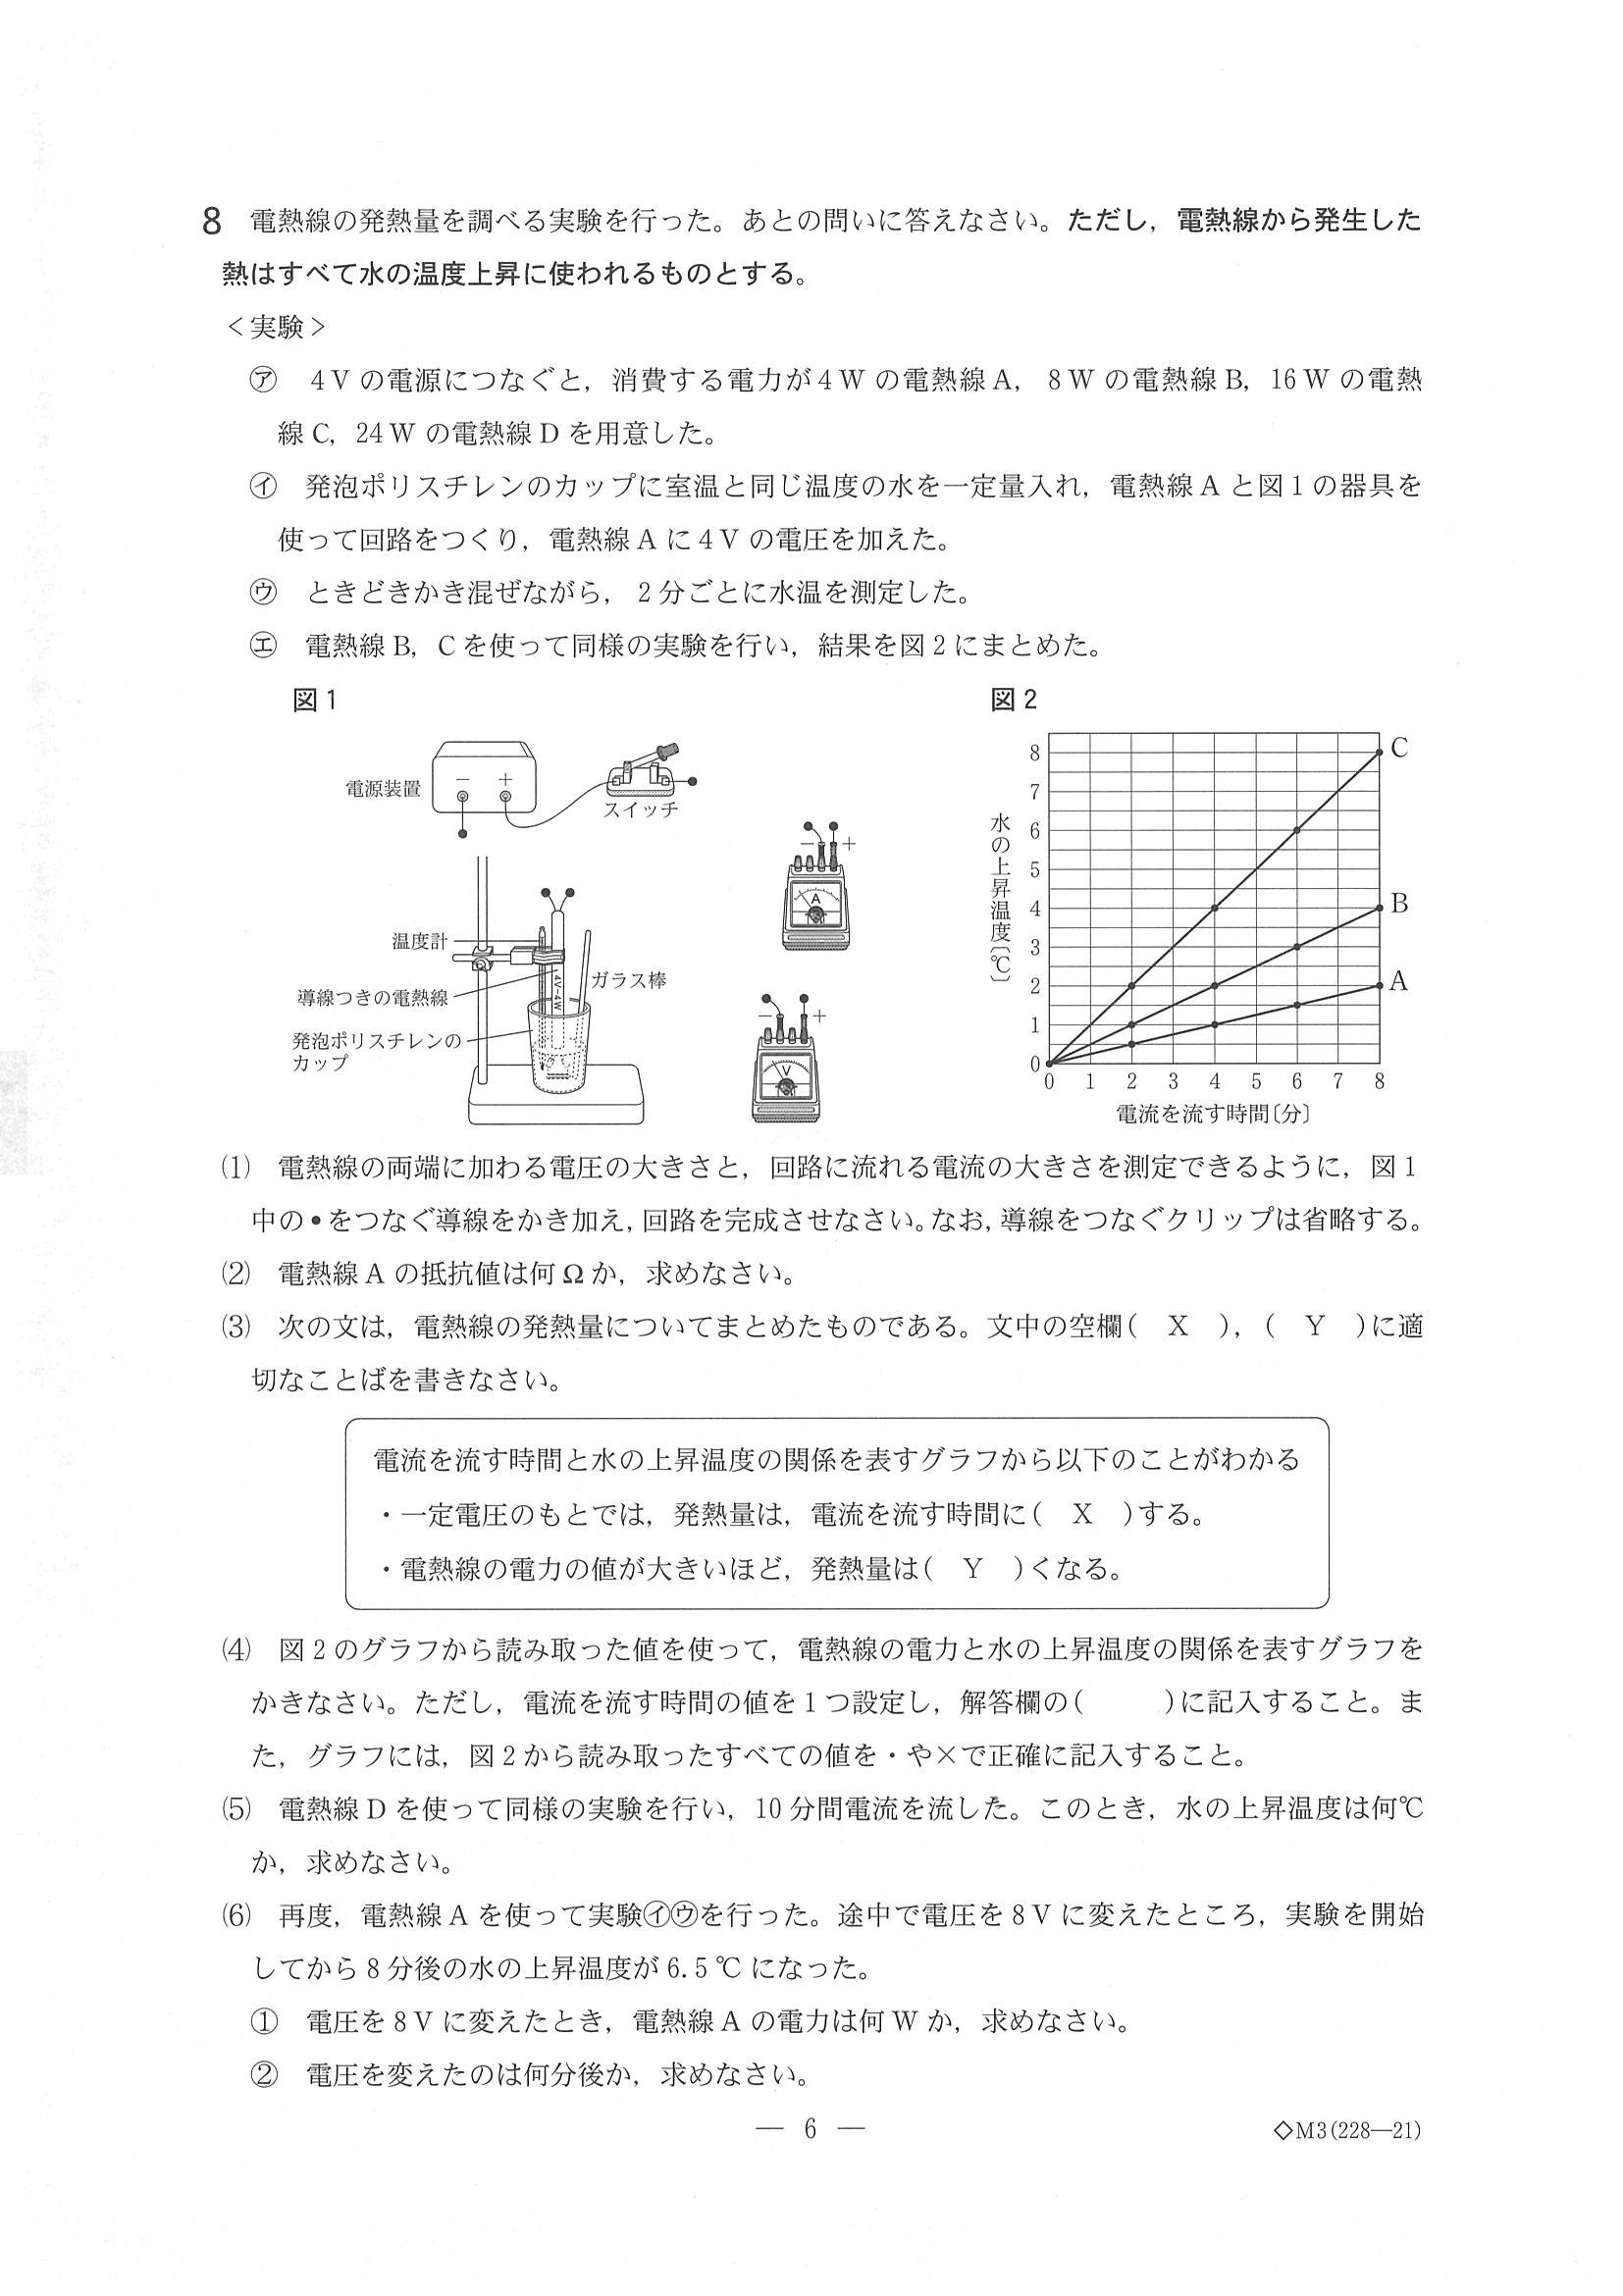 8 電熱線の発熱量を調べる実験を行った。あとの問いに答えなさい。ただし，電熱線から発生した
熱はすべて水の温度上昇に使われるものとする。
＜実験＞
㋐ 4Vの電源につなぐと，消費する電力が4Wの電熱線A，8Wの電熱線B，16Wの電熱
線C，24Wの電熱線Dを用意した。
㋑ 発泡ポリスチレンのカップに室温と同じ温度の水を一定量入れ，電熱線Aと図1の器具を
使って回路をつくり，電熱線Aに4Vの電圧を加えた。
㋒ ときどきかき混ぜながら，2分ごとに水温を測定した。
㋓ 電熱線B，Cを使って同様の実験を行い，結果を図2にまとめた。
図1
電源装置
－ ＋
スイッチ
－ ＋
A
温度計
導線つきの電熱線
4V-4W
ガラス棒
発泡ポリスチレンの
カップ
－ ＋
V
図2
水の上昇温度〔℃〕
8
7
6
5
4
3
2
1
0
C
B
A
0 1 2 3 4 5 6 7 8
電流を流す時間〔分〕
⑴ 電熱線の両端に加わる電圧の大きさと，回路に流れる電流の大きさを測定できるように，図1
中の●をつなぐ導線をかき加え，回路を完成させなさい。なお，導線をつなぐクリップは省略する。
⑵ 電熱線Aの抵抗値は何Ωか，求めなさい。
⑶ 次の文は，電熱線の発熱量についてまとめたものである。文中の空欄( X )，( Y )に適
切なことばを書きなさい。
電流を流す時間と水の上昇温度の関係を表すグラフから以下のことがわかる
・一定電圧のもとでは，発熱量は，電流を流す時間に( X )する。
・電熱線の電力の値が大きいほど，発熱量は( Y )くなる。
⑷ 図2のグラフから読み取った値を使って，電熱線の電力と水の上昇温度の関係を表すグラフを
かきなさい。ただし，電流を流す時間の値を1つ設定し，解答欄の( )に記入すること。ま
た，グラフには，図2から読み取ったすべての値を・や×で正確に記入すること。
⑸ 電熱線Dを使って同様の実験を行い，10分間電流を流した。このとき，水の上昇温度は何℃
か，求めなさい。
⑹ 再度，電熱線Aを使って実験㋑㋒を行った。途中で電圧を8Vに変えたところ，実験を開始
してから8分後の水の上昇温度が6.5℃になった。
① 電圧を8Vに変えたとき，電熱線Aの電力は何Wか，求めなさい。
② 電圧を変えたのは何分後か，求めなさい。
― 6 ―
◇M3(228―21)